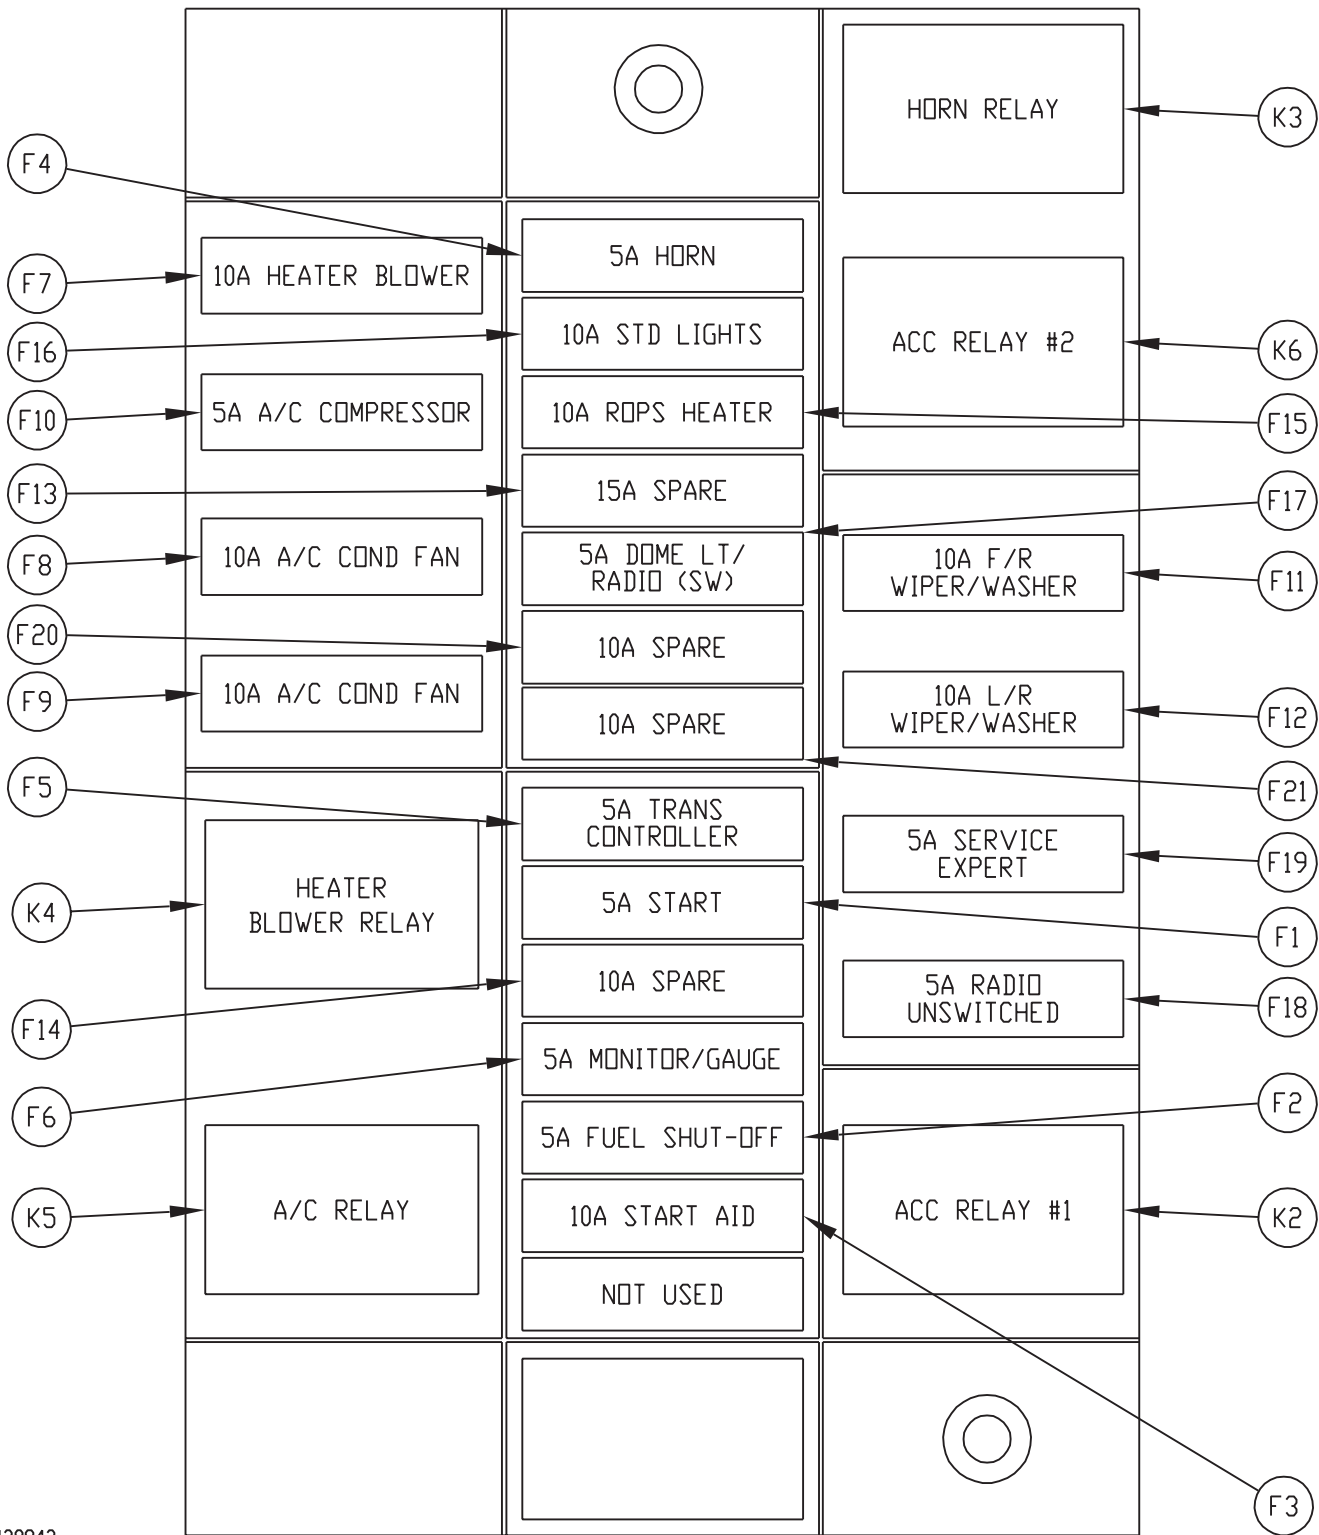 HORN RELAY
K3
F4
5A HORN
F7
10A HEATER BLOWER
F16
10A STD LIGHTS
ACC RELAY #2
K6
F10
5A A/C COMPRESSOR
10A ROPS HEATER
F15
F13
15A SPARE
F17
F8
10A A/C COND FAN
5A DOME LT/
RADIO (SW)
10A F/R
WIPER/WASHER
F11
F20
10A SPARE
F9
10A A/C COND FAN
10A SPARE
10A L/R
WIPER/WASHER
F12
F5
F21
5A TRANS
CONTROLLER
5A SERVICE
EXPERT
F19
K4
HEATER
BLOWER RELAY
5A START
F1
F14
10A SPARE
5A RADIO
UNSWITCHED
F18
F6
5A MONITOR/GAUGE
F2
5A FUEL SHUT-OFF
K5
A/C RELAY
10A START AID
ACC RELAY #1
K2
NOT USED
F3